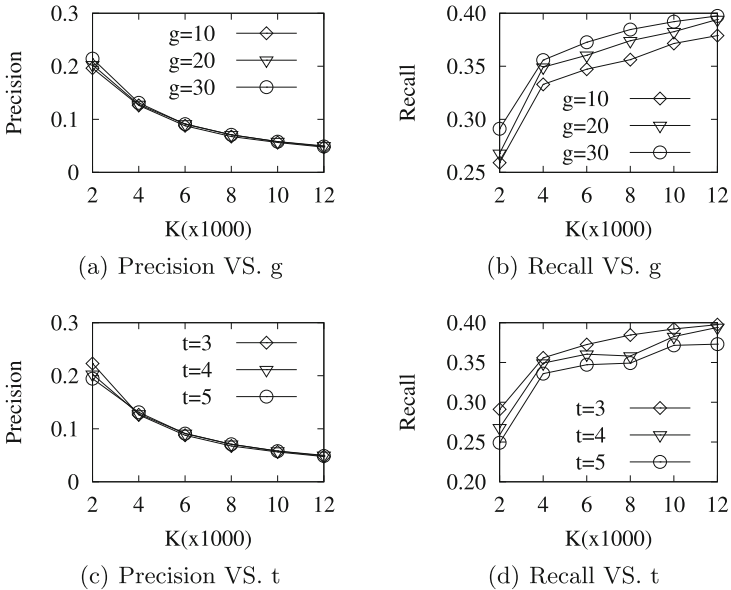 0.3
0.2
0.1
0
Precision
g=10
g=20
g=30
2 4 6 8 10 12
K(x1000)
(a) Precision VS. g
0.40
0.35
0.30
0.25
Recall
g=10
g=20
g=30
2 4 6 8 10 12
K(x1000)
(b) Recall VS. g
0.3
0.2
0.1
0
Precision
t=3
t=4
t=5
2 4 6 8 10 12
K(x1000)
(c) Precision VS. t
0.40
0.35
0.30
0.25
0.20
Recall
t=3
t=4
t=5
2 4 6 8 10 12
K(x1000)
(d) Recall VS. t